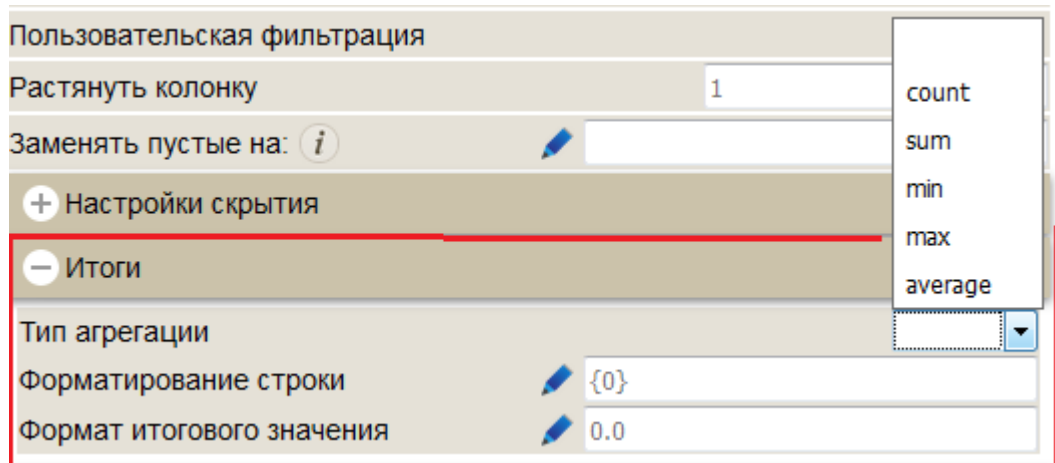 Пользовательская фильтрация
Растянуть колонку 1
Заменять пустые на: i
Настройки скрытия
Итоги
count
sum
min
max
average
Тип агрегации
Форматирование строки {0}
Формат итогового значения 0.0